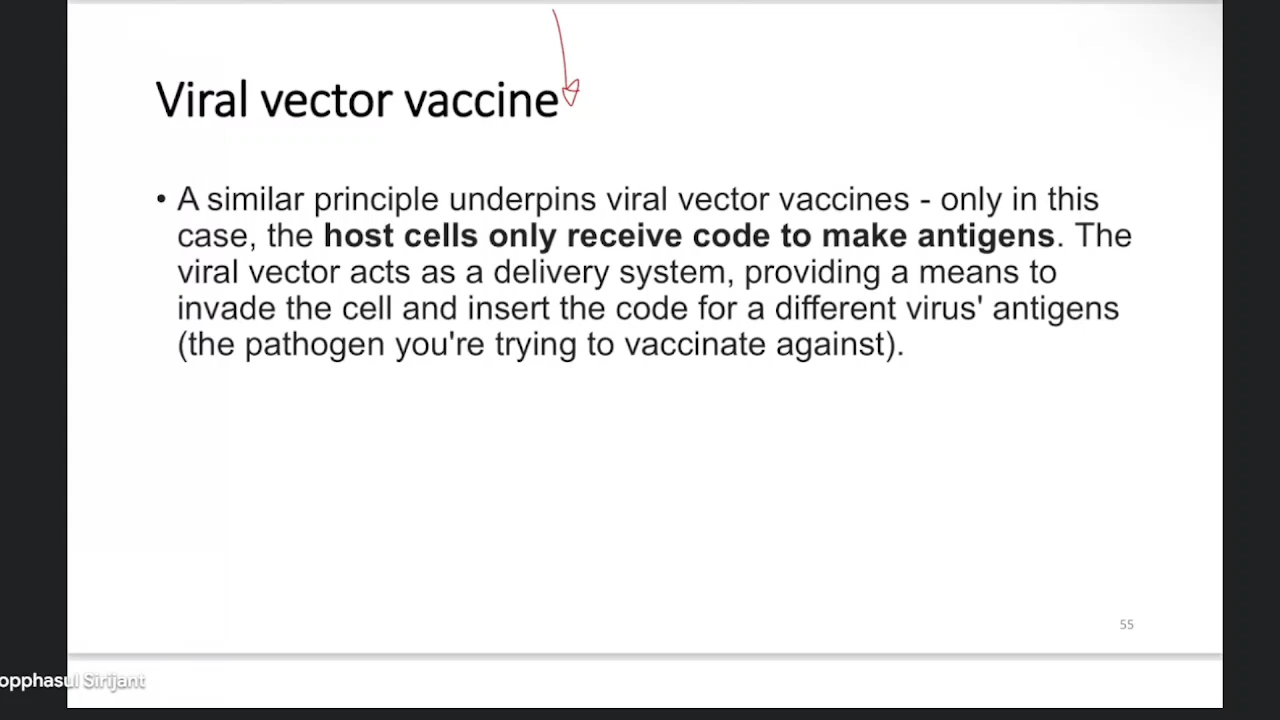 Viral vector vaccine
• A similar principle underpins viral vector vaccines - only in this
case, the host cells only receive code to make antigens. The
viral vector acts as a delivery system, providing a means to
invade the cell and insert the code for a different virus' antigens
(the pathogen you're trying to vaccinate against).
55
opphasul Sirijant